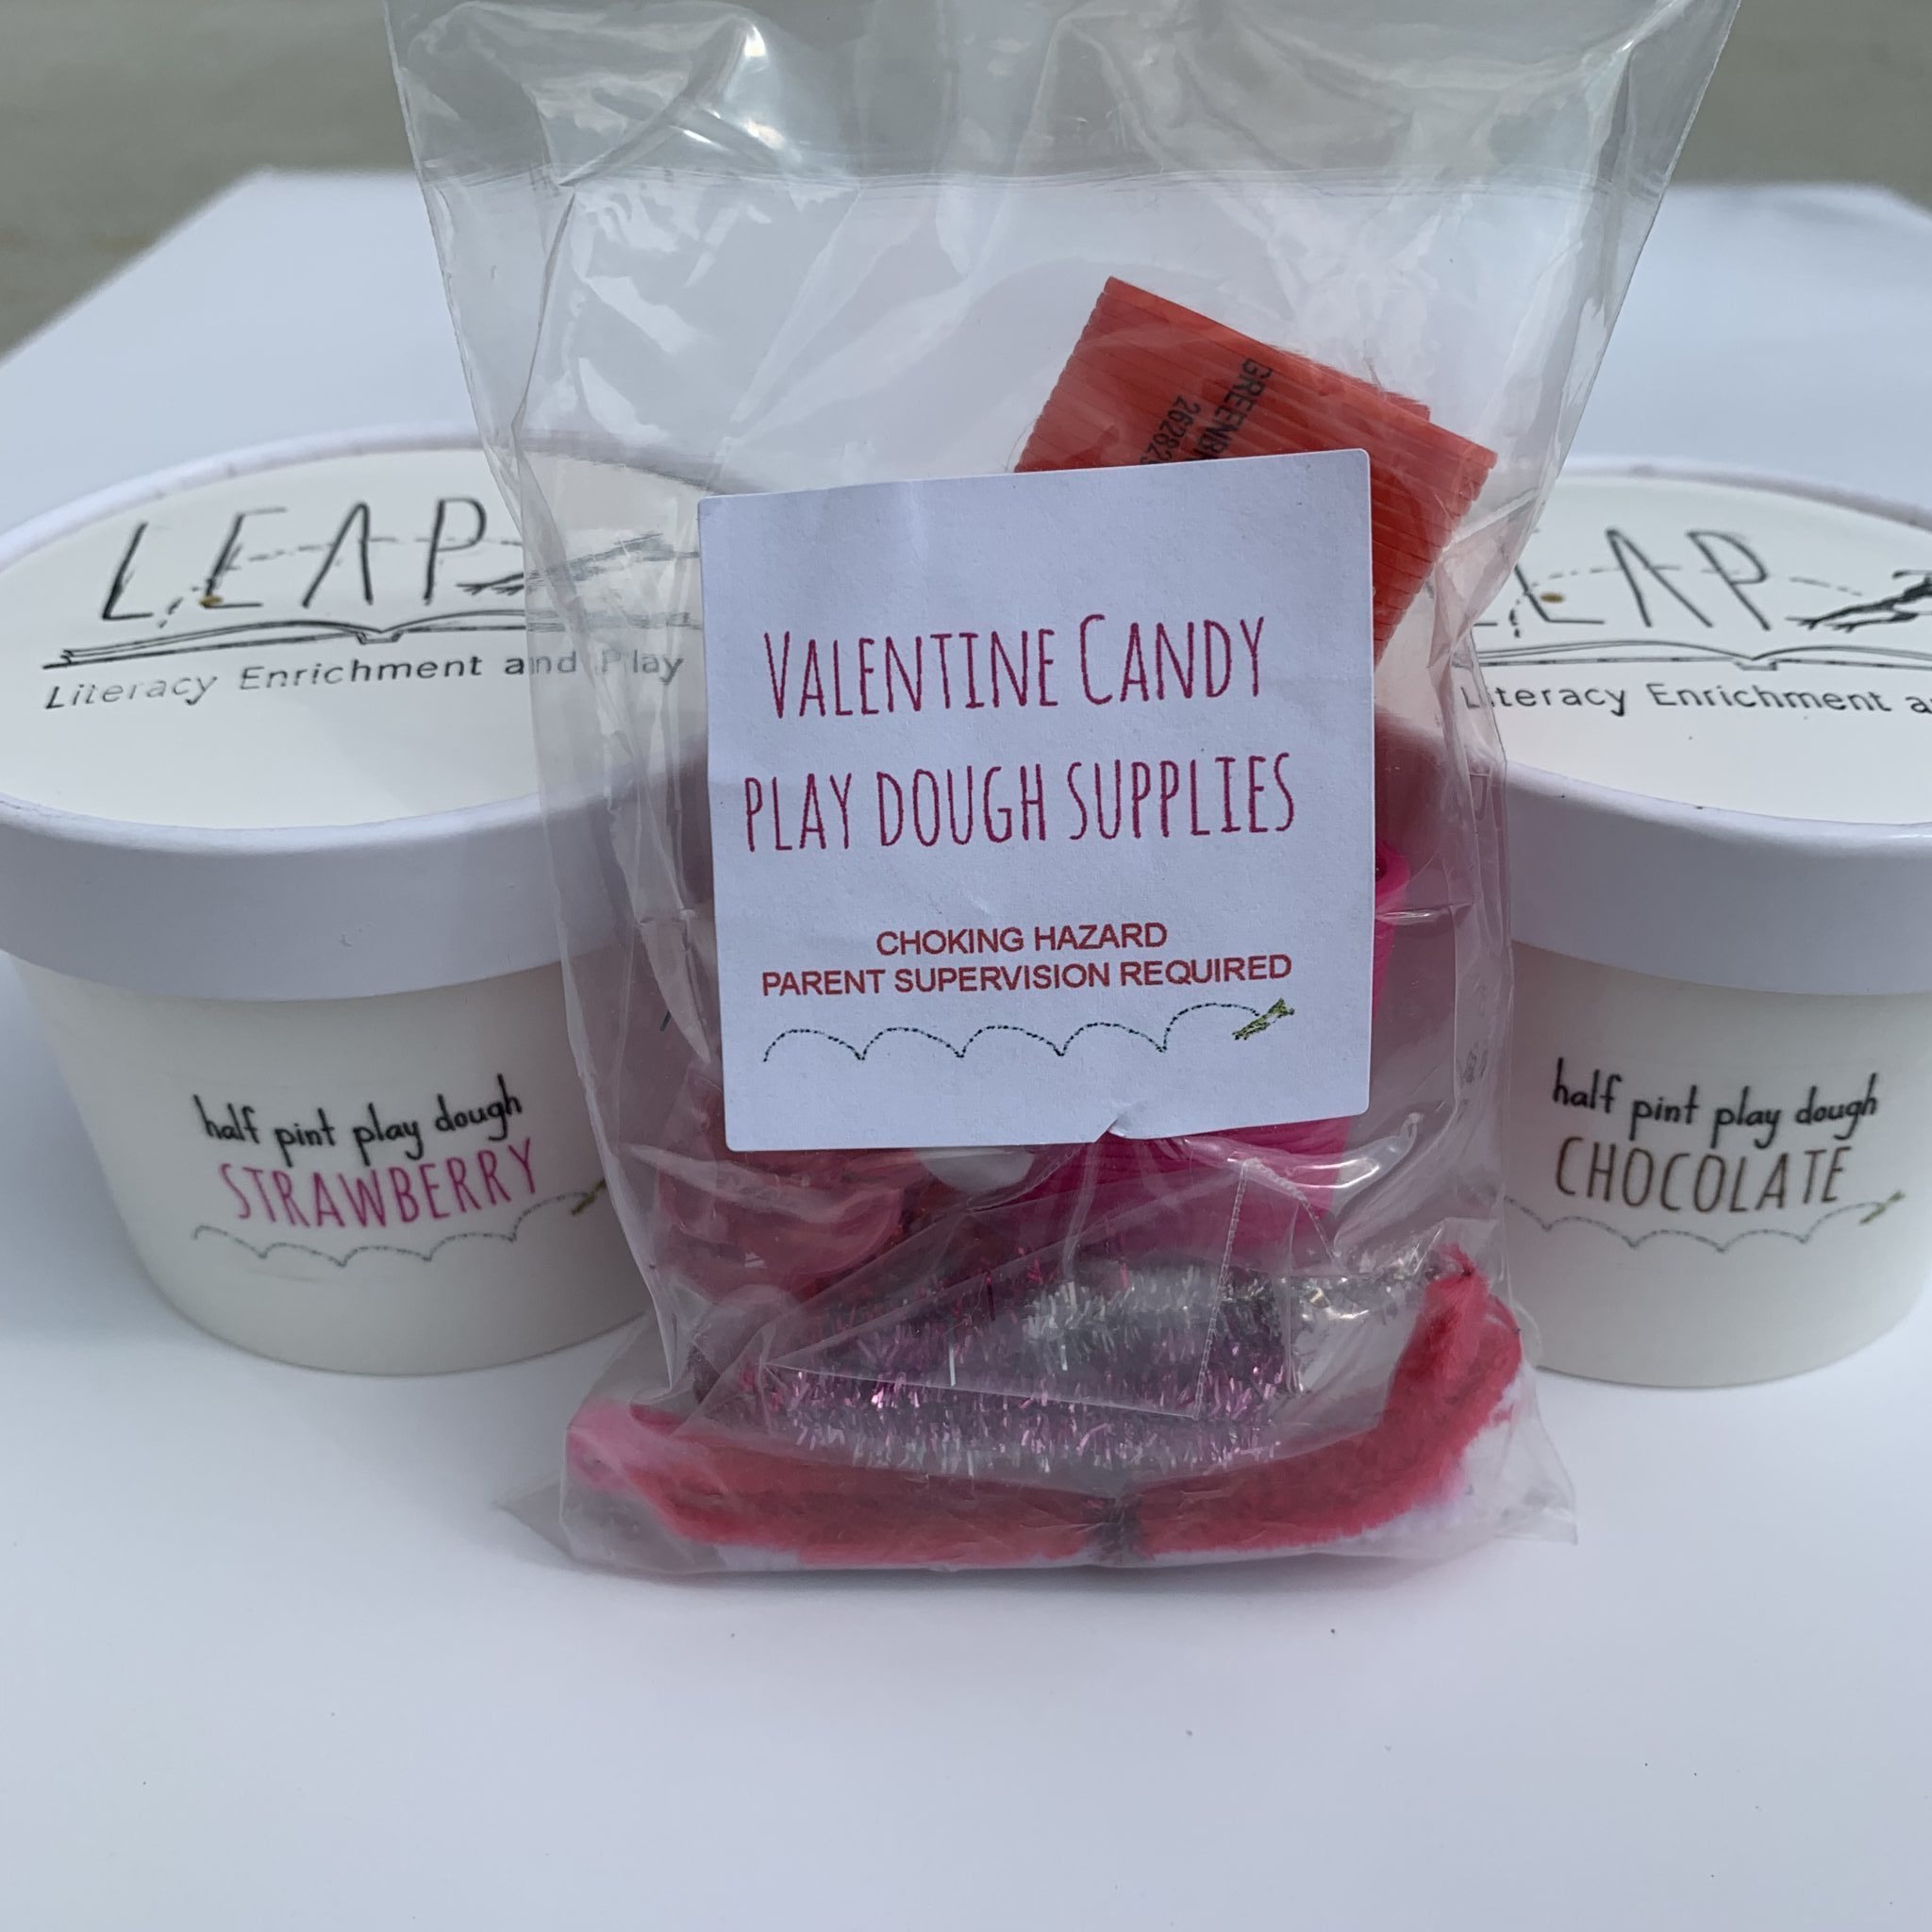 LEAP
Literacy Enrichment and Play
half pint play dough
STRAWBERRY
VALENTINE CANDY
PLAY DOUGH SUPPLIES
CHOKING HAZARD
PARENT SUPERVISION REQUIRED
LEAP
Literacy Enrichment
half pint play dough
CHOCOLATE